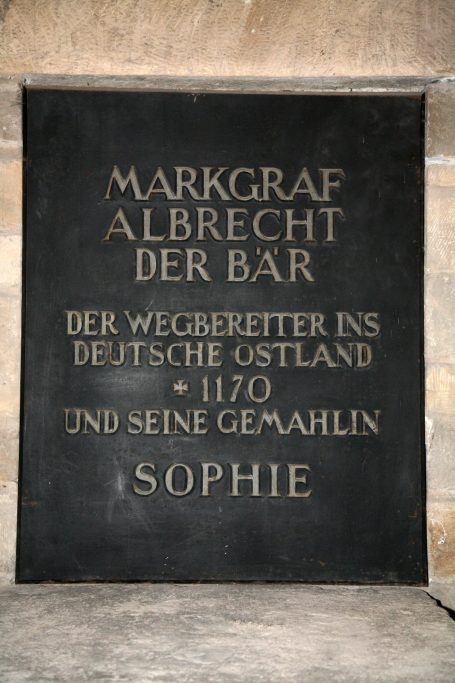 MARKGRAF
ALBRECHT
DER BÄR
DER WEGBEREITER INS
DEUTSCHE OSTLAND
✠ 1170
UND SEINE GEMAHLIN
SOPHIE